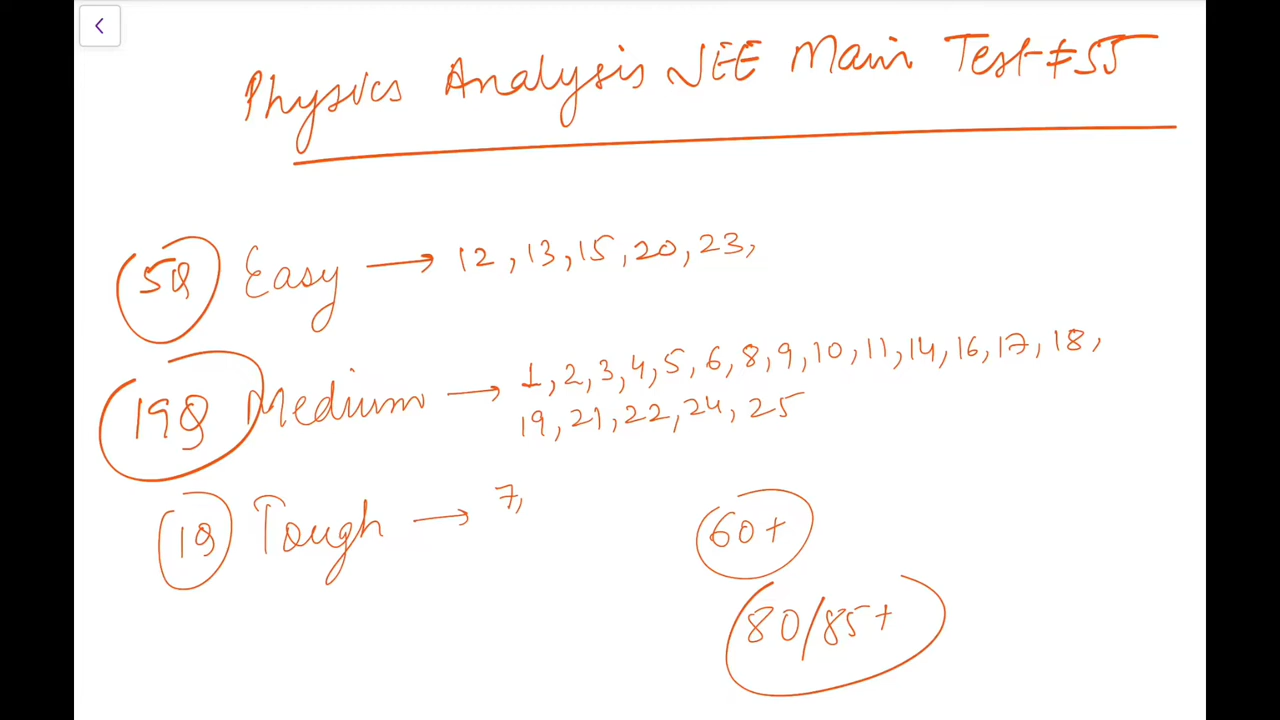 Physics Analysis JEE Main Test #55
5Q Easy → 12, 13, 15, 20, 23,
19Q Medium → 1, 2, 3, 4, 5, 6, 8, 9, 10, 11, 14, 16, 17, 18,
19, 21, 22, 24, 25
1Q Tough → 7,
60+
80/85+